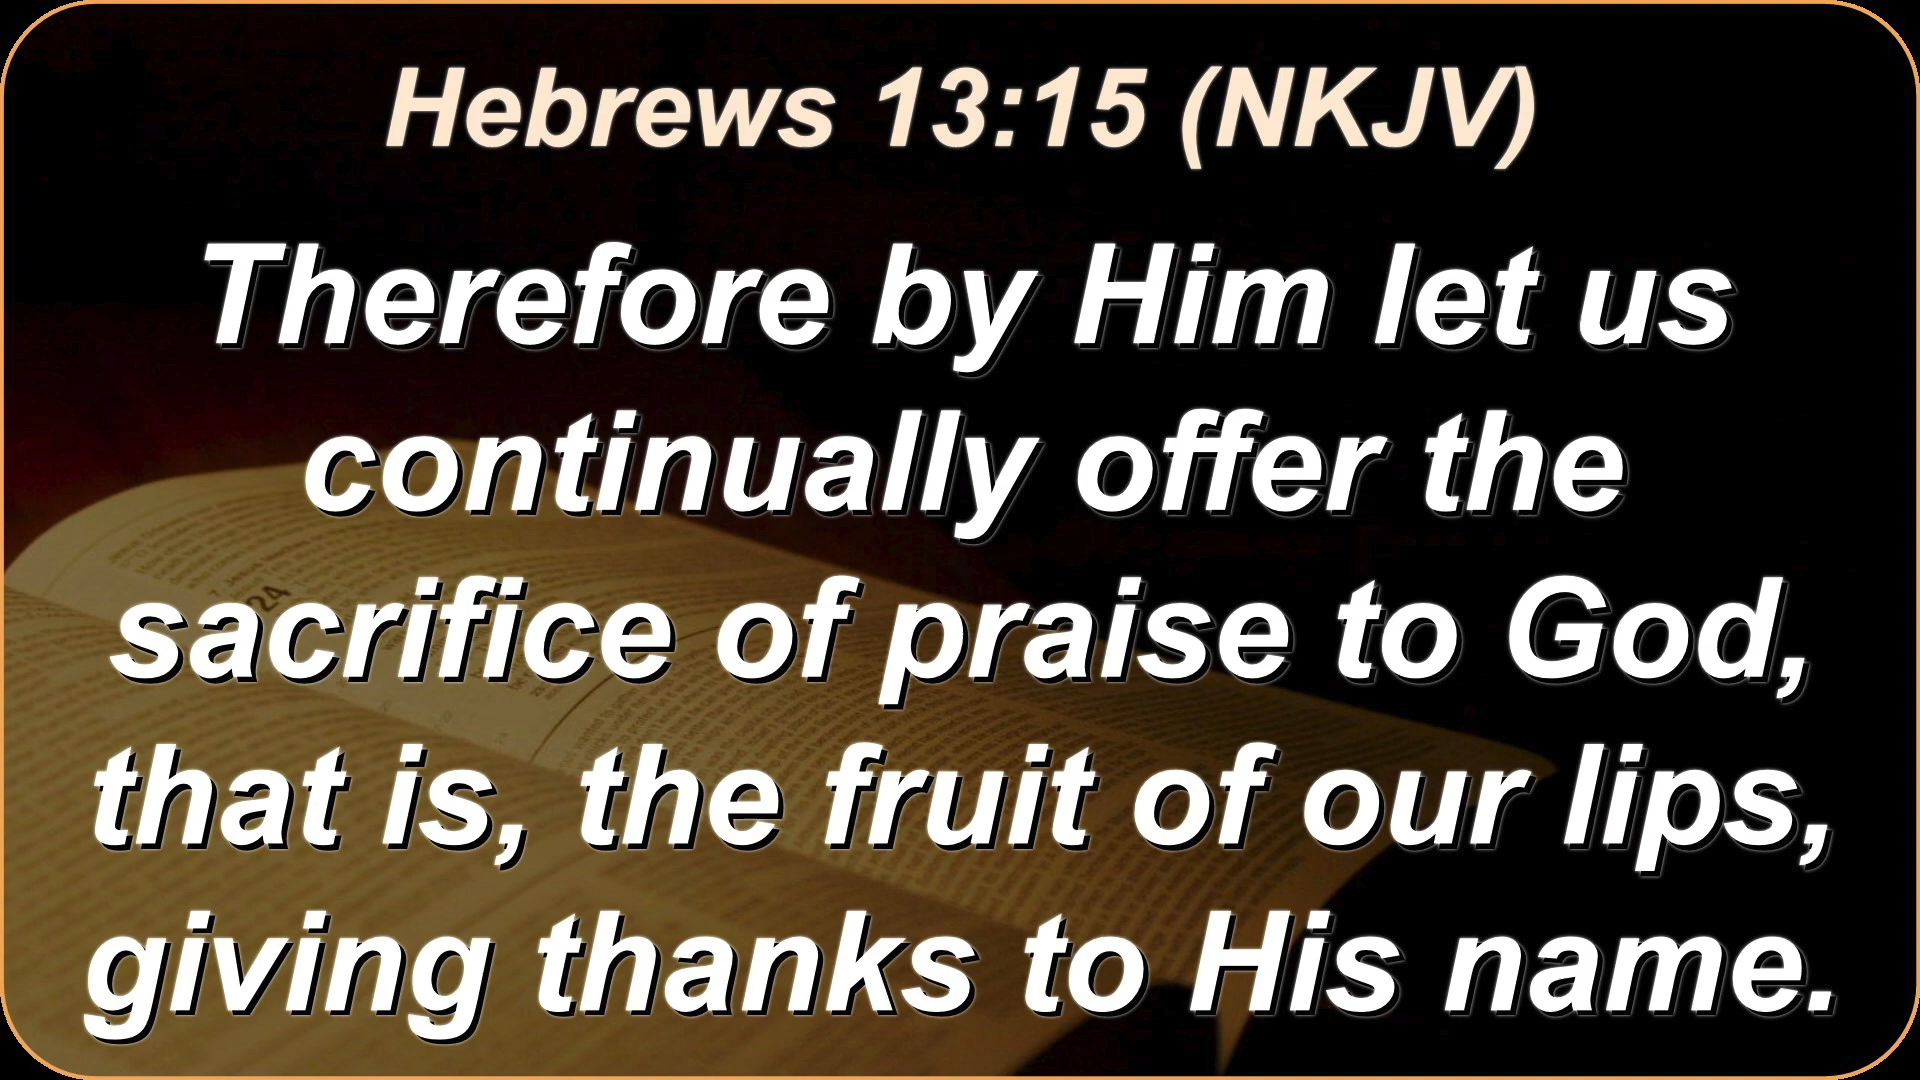 Hebrews 13:15 (NKJV)
Therefore by Him let us
continually offer the
sacrifice of praise to God,
that is, the fruit of our lips,
giving thanks to His name.
24